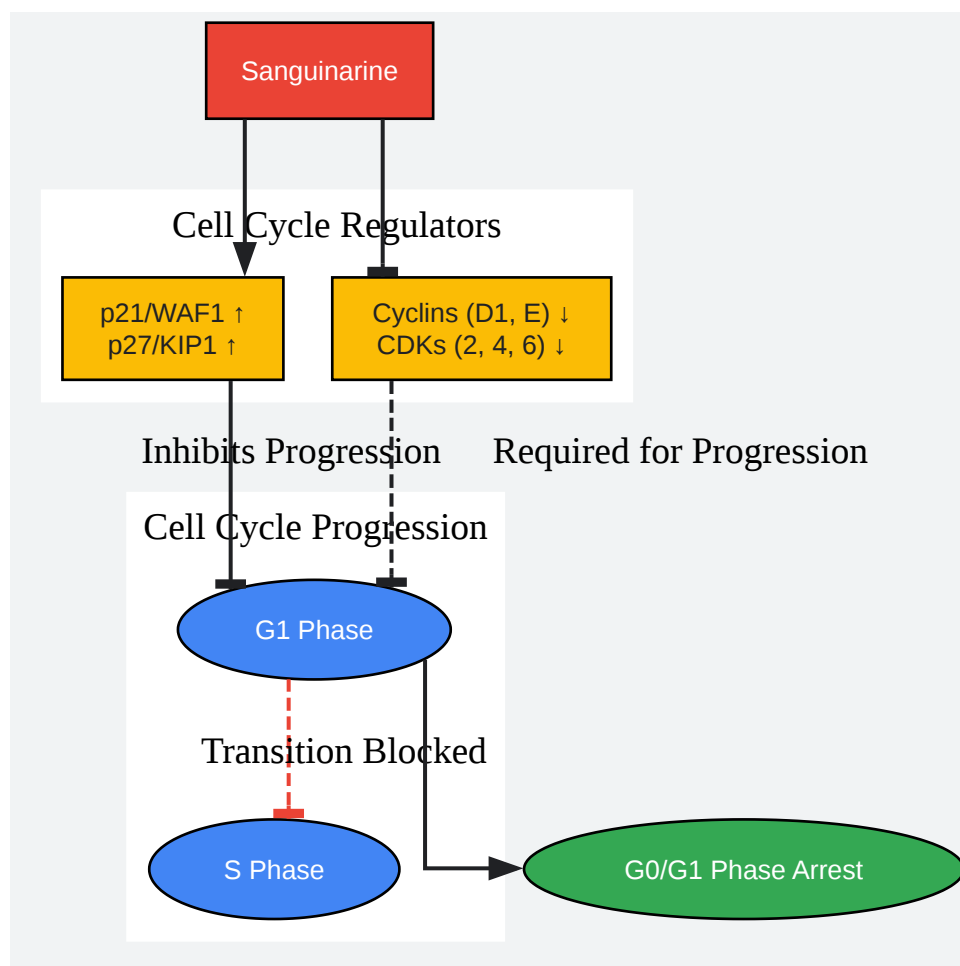 Sanguinarine
Cell Cycle Regulators
p21/WAF1 ↑
p27/KIP1 ↑
Cyclins (D1, E) ↓
CDKs (2, 4, 6) ↓
Inhibits Progression
Required for Progression
Cell Cycle Progression
G1 Phase
Transition Blocked
S Phase
G0/G1 Phase Arrest